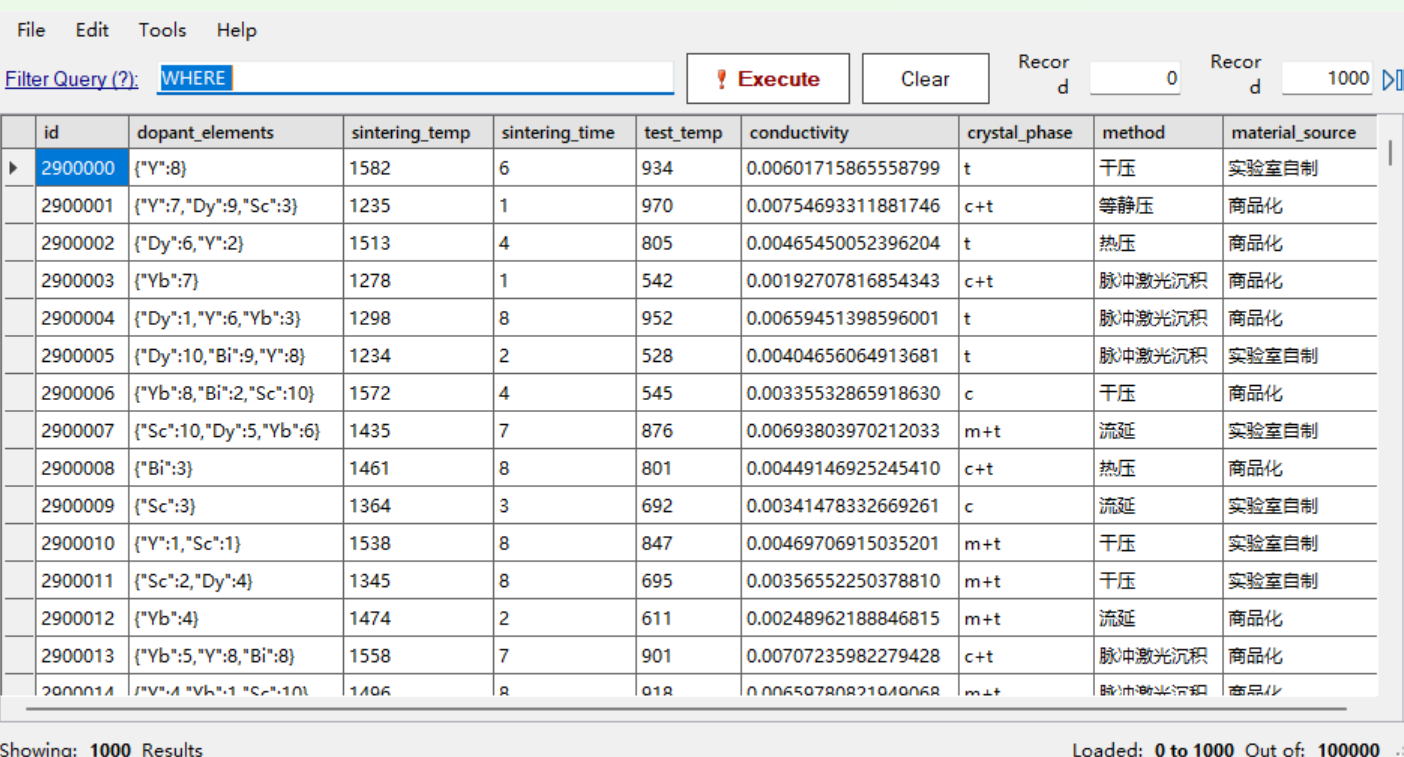 File Edit Tools Help
Filter Query (?): WHERE Execute Clear Record 0 Record 1000
id dopant_elements sintering_temp sintering_time test_temp conductivity crystal_phase method material_source
2900000 {"Y":8} 1582 6 934 0.00601715865558799 t 干压 实验室自制
2900001 {"Y":7,"Dy":9,"Sc":3} 1235 1 970 0.00754693311881746 c+t 等静压 商品化
2900002 {"Dy":6,"Y":2} 1513 4 805 0.00465450052396204 t 热压 商品化
2900003 {"Yb":7} 1278 1 542 0.00192707816854343 c+t 脉冲激光沉积 商品化
2900004 {"Dy":1,"Y":6,"Yb":3} 1298 8 952 0.00659451398596001 t 脉冲激光沉积 商品化
2900005 {"Dy":10,"Bi":9,"Y":8} 1234 2 528 0.00404656064913681 t 脉冲激光沉积 实验室自制
2900006 {"Yb":8,"Bi":2,"Sc":10} 1572 4 545 0.00335532865918630 c 干压 商品化
2900007 {"Sc":10,"Dy":5,"Yb":6} 1435 7 876 0.00693803970212033 m+t 流延 实验室自制
2900008 {"Bi":3} 1461 8 801 0.00449146925245410 c+t 热压 商品化
2900009 {"Sc":3} 1364 3 692 0.00341478332669261 c 流延 实验室自制
2900010 {"Y":1,"Sc":1} 1538 8 847 0.00469706915035201 m+t 干压 实验室自制
2900011 {"Sc":2,"Dy":4} 1345 8 695 0.00356552250378810 m+t 干压 实验室自制
2900012 {"Yb":4} 1474 2 611 0.00248962188846815 m+t 流延 商品化
2900013 {"Yb":5,"Y":8,"Bi":8} 1558 7 901 0.00707235982279428 c+t 脉冲激光沉积 商品化
2900014 {"Y":4,"Yb":1,"Sc":10} 1496 8 918 0.00659780821949068 m+t 脉冲激光沉积 商品化
Showing: 1000 Results Loaded: 0 to 1000 Out of: 100000